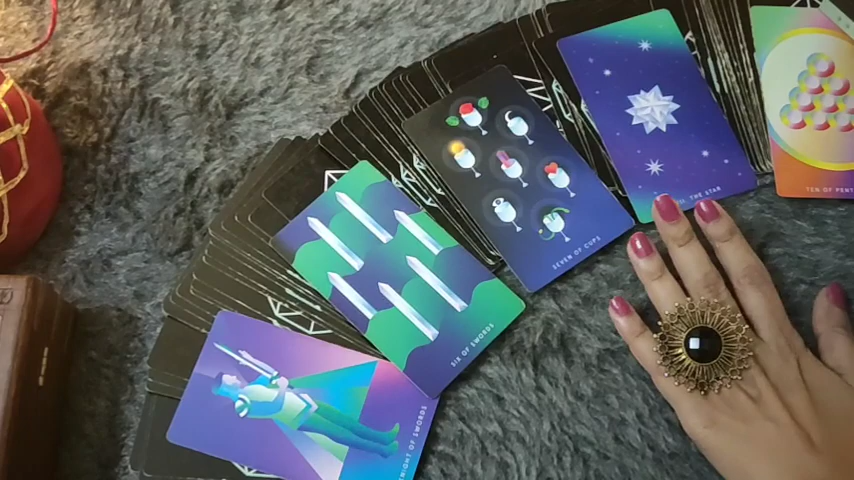 KNIGHT OF SWORDS
SIX OF SWORDS
SEVEN OF CUPS
THE STAR
TEN OF PENT